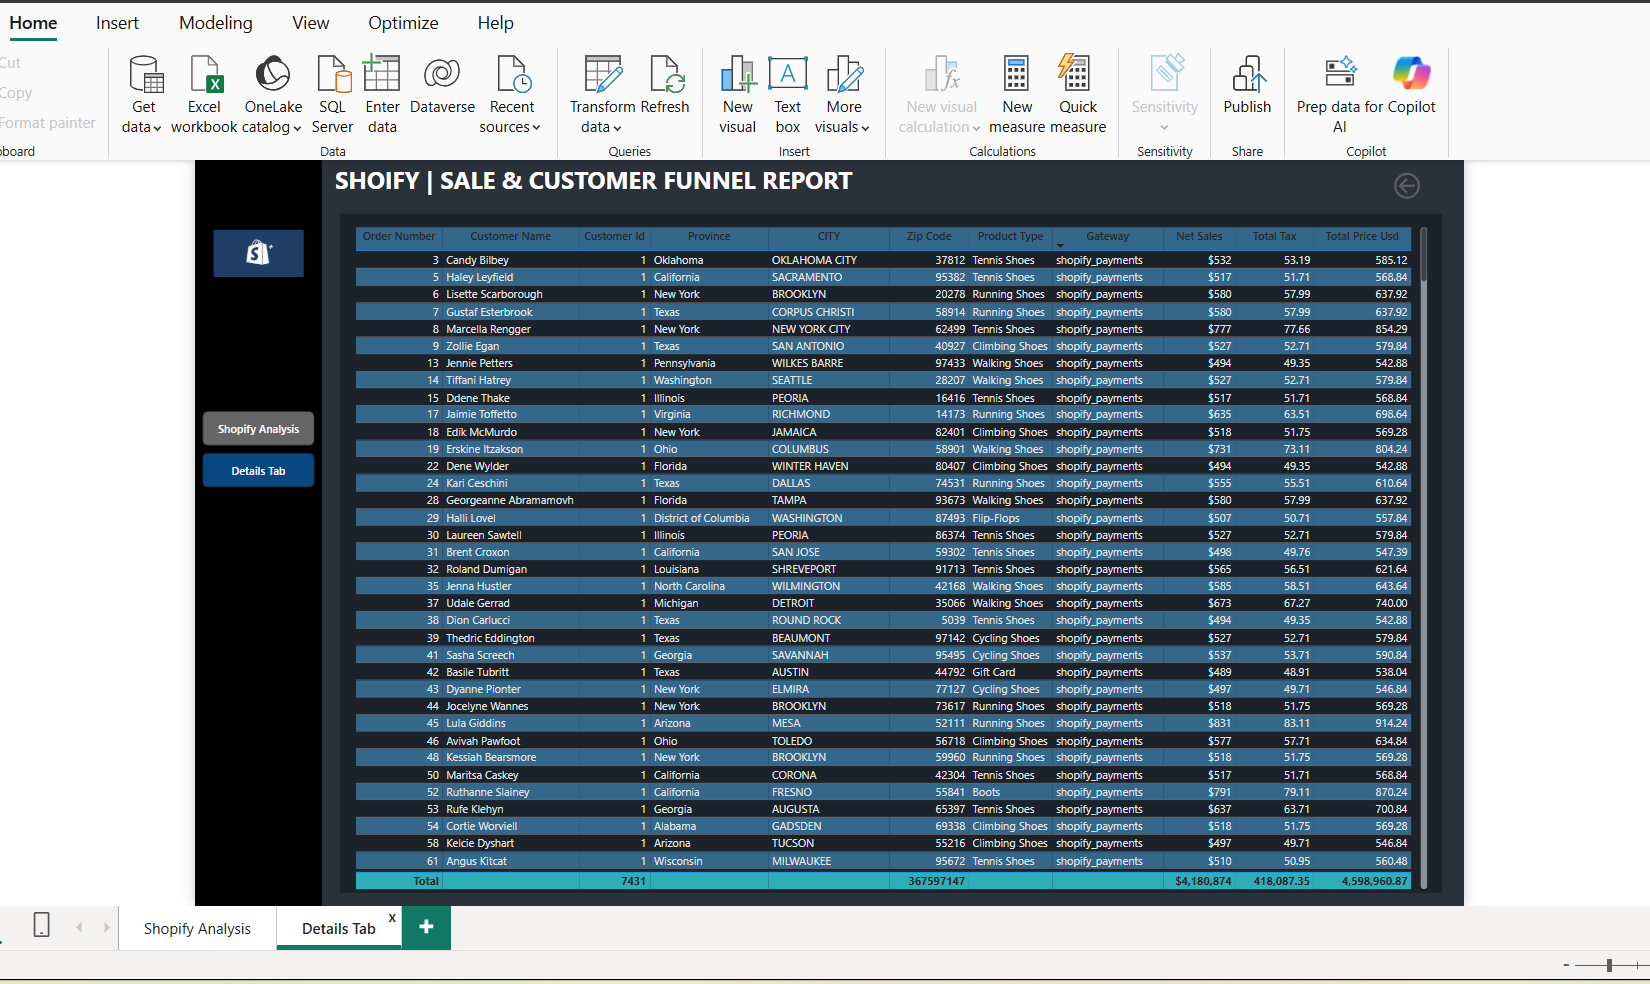 Home Insert Modeling View Optimize Help
Cut
Copy
Format painter
Get data
Excel workbook
OneLake catalog
SQL Server
Enter data
Dataverse
Recent sources
Transform data
Refresh
New visual
Text box
More visuals
New visual calculation
New measure
Quick measure
Sensitivity
Publish
Prep data for AI
Copilot
Data Queries Insert Calculations Sensitivity Share Copilot
SHOIFY | SALE & CUSTOMER FUNNEL REPORT
Shopify Analysis
Details Tab
Order Number Customer Name Customer Id Province CITY Zip Code Product Type Gateway Net Sales Total Tax Total Price Usd
3 Candy Bilbey 1 Oklahoma OKLAHOMA CITY 37812 Tennis Shoes shopify_payments $532 53.19 585.12
5 Haley Leyfield 1 California SACRAMENTO 95382 Tennis Shoes shopify_payments $517 51.71 568.84
6 Lisette Scarborough 1 New York BROOKLYN 20278 Running Shoes shopify_payments $580 57.99 637.92
7 Gustaf Esterbrook 1 Texas CORPUS CHRISTI 58914 Running Shoes shopify_payments $580 57.99 637.92
8 Marcella Rengger 1 New York NEW YORK CITY 62499 Tennis Shoes shopify_payments $777 77.66 854.29
9 Zollie Egan 1 Texas SAN ANTONIO 40927 Climbing Shoes shopify_payments $527 52.71 579.84
13 Jennie Petters 1 Pennsylvania WILKES BARRE 97433 Walking Shoes shopify_payments $494 49.35 542.88
14 Tiffani Hatrey 1 Washington SEATTLE 28207 Walking Shoes shopify_payments $527 52.71 579.84
15 Ddene Thake 1 Illinois PEORIA 16416 Tennis Shoes shopify_payments $517 51.71 568.84
17 Jaimie Toffetto 1 Virginia RICHMOND 14173 Running Shoes shopify_payments $635 63.51 698.64
18 Edik McMurdo 1 New York JAMAICA 82401 Climbing Shoes shopify_payments $518 51.75 569.28
19 Erskine Itzakson 1 Ohio COLUMBUS 58901 Walking Shoes shopify_payments $731 73.11 804.24
22 Dene Wylder 1 Florida WINTER HAVEN 80407 Climbing Shoes shopify_payments $494 49.35 542.88
24 Kari Ceschini 1 Texas DALLAS 74531 Running Shoes shopify_payments $555 55.51 610.64
28 Georgeanne Abramamovh 1 Florida TAMPA 93673 Walking Shoes shopify_payments $580 57.99 637.92
29 Halli Lovel 1 District of Columbia WASHINGTON 87493 Flip-Flops shopify_payments $507 50.71 557.84
30 Laureen Sawtell 1 Illinois PEORIA 86374 Tennis Shoes shopify_payments $527 52.71 579.84
31 Brent Croxon 1 California SAN JOSE 59302 Tennis Shoes shopify_payments $498 49.76 547.39
32 Roland Dumigan 1 Louisiana SHREVEPORT 91713 Tennis Shoes shopify_payments $565 56.51 621.64
35 Jenna Hustler 1 North Carolina WILMINGTON 42168 Walking Shoes shopify_payments $585 58.51 643.64
37 Udale Gerrad 1 Michigan DETROIT 35066 Walking Shoes shopify_payments $673 67.27 740.00
38 Dion Carlucci 1 Texas ROUND ROCK 5039 Tennis Shoes shopify_payments $494 49.35 542.88
39 Thedric Eddington 1 Texas BEAUMONT 97142 Cycling Shoes shopify_payments $527 52.71 579.84
41 Sasha Screech 1 Georgia SAVANNAH 95495 Cycling Shoes shopify_payments $537 53.71 590.84
42 Basile Tubritt 1 Texas AUSTIN 44792 Gift Card shopify_payments $489 48.91 538.04
43 Dyanne Pionter 1 New York ELMIRA 77127 Cycling Shoes shopify_payments $497 49.71 546.84
44 Jocelyne Wannes 1 New York BROOKLYN 73617 Running Shoes shopify_payments $518 51.75 569.28
45 Lula Giddins 1 Arizona MESA 52111 Running Shoes shopify_payments $831 83.11 914.24
46 Avivah Pawfoot 1 Ohio TOLEDO 56718 Climbing Shoes shopify_payments $577 57.71 634.84
48 Kessiah Bearsmore 1 New York BROOKLYN 59960 Running Shoes shopify_payments $518 51.75 569.28
50 Maritsa Caskey 1 California CORONA 42304 Tennis Shoes shopify_payments $517 51.71 568.84
52 Ruthanne Slainey 1 California FRESNO 55841 Boots shopify_payments $791 79.11 870.24
53 Rufe Klehyn 1 Georgia AUGUSTA 65397 Tennis Shoes shopify_payments $637 63.71 700.84
54 Cortie Worviell 1 Alabama GADSDEN 69338 Climbing Shoes shopify_payments $518 51.75 569.28
58 Kelcie Dyshart 1 Arizona TUCSON 55216 Climbing Shoes shopify_payments $497 49.71 546.84
61 Angus Kitcat 1 Wisconsin MILWAUKEE 95672 Tennis Shoes shopify_payments $510 50.95 560.48
Total 7431 367597147 $4,180,874 418,087.35 4,598,960.87
Shopify Analysis Details Tab x